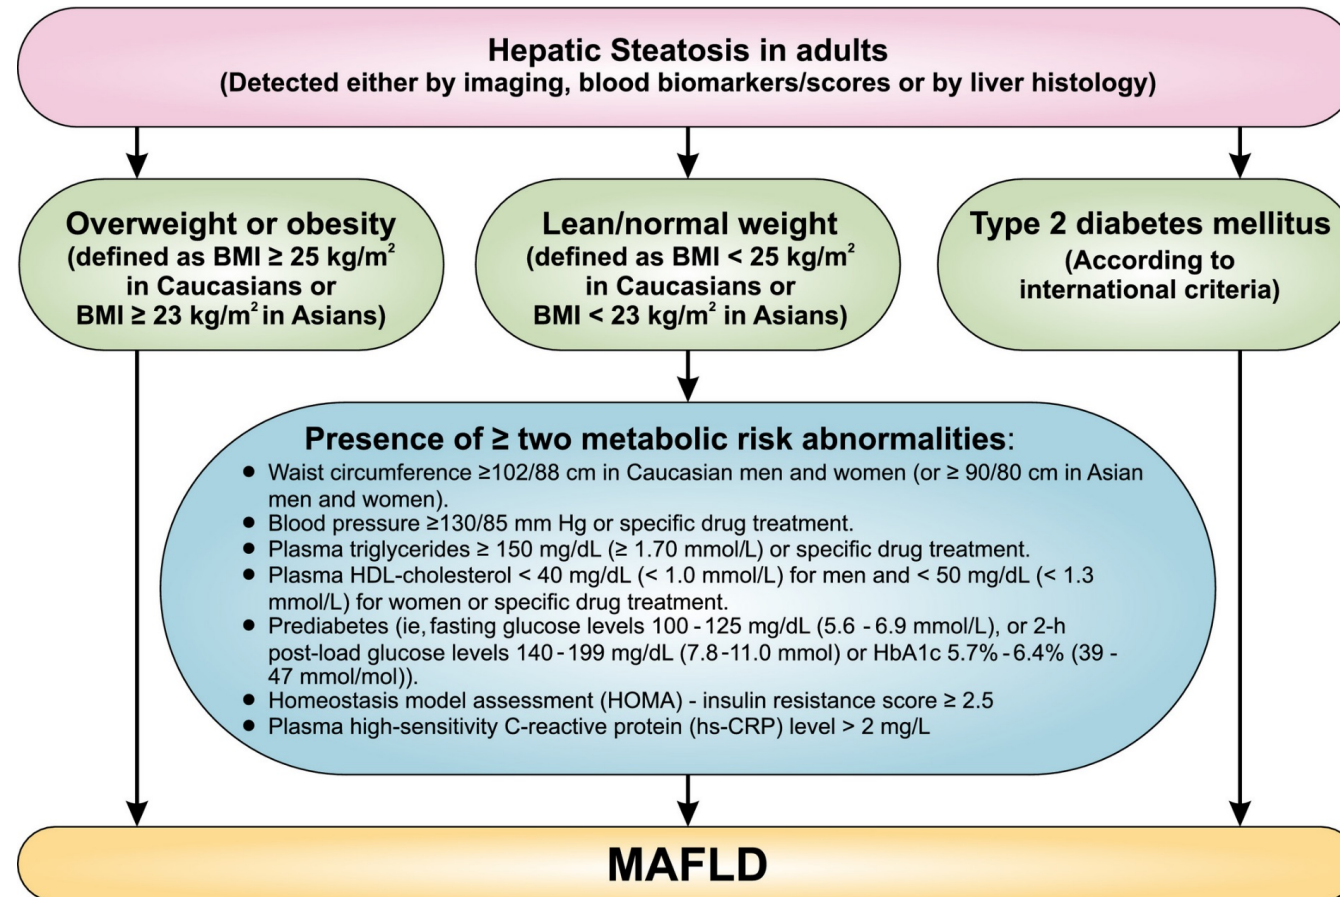 Hepatic Steatosis in adults
(Detected either by imaging, blood biomarkers/scores or by liver histology)
Overweight or obesity
(defined as BMI ≥ 25 kg/m²
in Caucasians or
BMI ≥ 23 kg/m² in Asians)
Lean/normal weight
(defined as BMI < 25 kg/m²
in Caucasians or
BMI < 23 kg/m² in Asians)
Type 2 diabetes mellitus
(According to
international criteria)
Presence of ≥ two metabolic risk abnormalities:
● Waist circumference ≥102/88 cm in Caucasian men and women (or ≥ 90/80 cm in Asian
men and women).
● Blood pressure ≥130/85 mm Hg or specific drug treatment.
● Plasma triglycerides ≥ 150 mg/dL (≥ 1.70 mmol/L) or specific drug treatment.
● Plasma HDL-cholesterol < 40 mg/dL (< 1.0 mmol/L) for men and < 50 mg/dL (< 1.3
mmol/L) for women or specific drug treatment.
● Prediabetes (ie, fasting glucose levels 100 - 125 mg/dL (5.6 - 6.9 mmol/L), or 2-h
post-load glucose levels 140 - 199 mg/dL (7.8-11.0 mmol) or HbA1c 5.7% - 6.4% (39 -
47 mmol/mol)).
● Homeostasis model assessment (HOMA) - insulin resistance score ≥ 2.5
● Plasma high-sensitivity C-reactive protein (hs-CRP) level > 2 mg/L
MAFLD